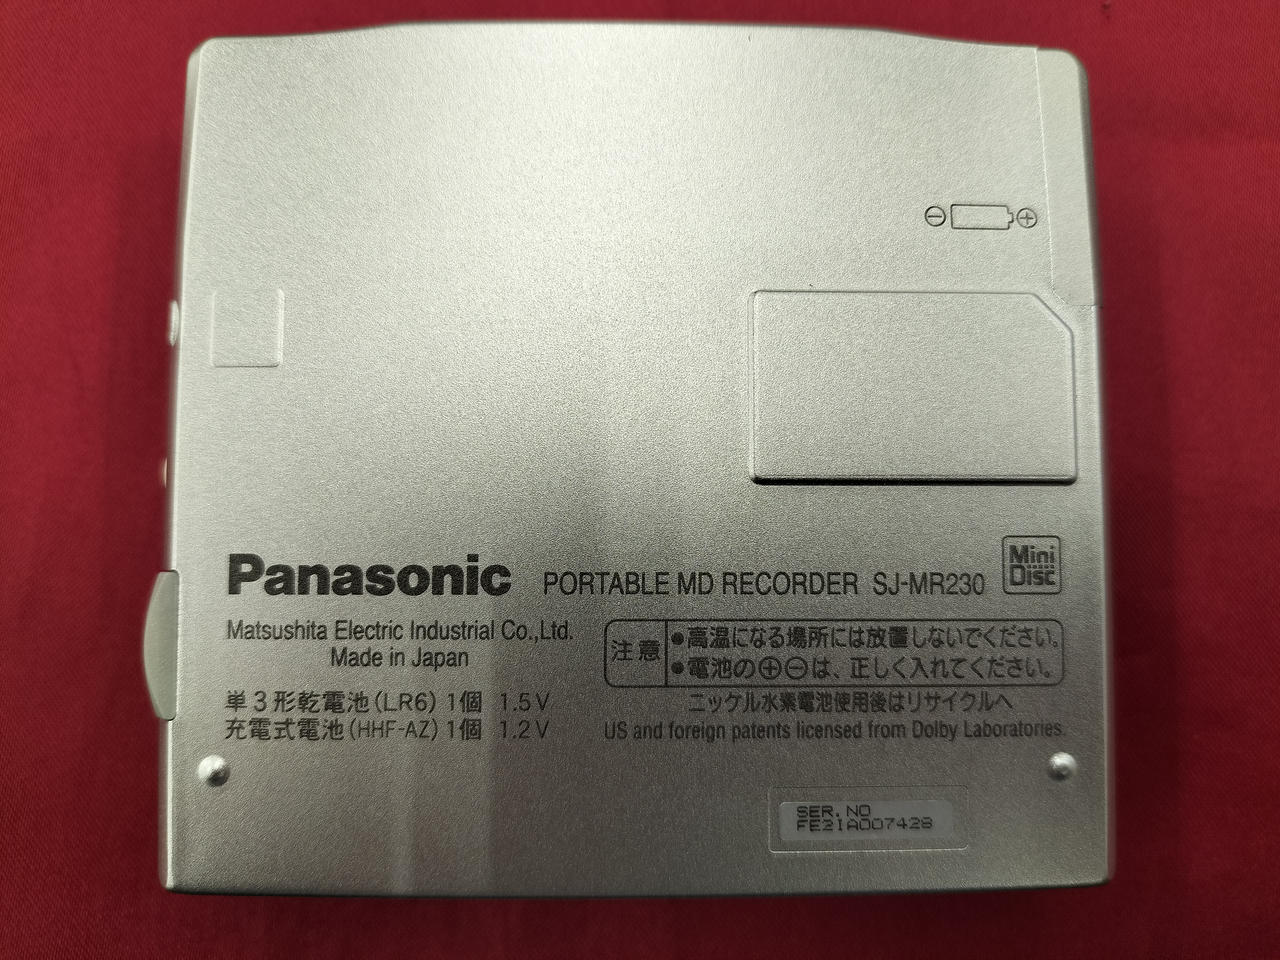 ⊖ ⊕
Panasonic PORTABLE MD RECORDER SJ-MR230
Mini
Disc
Matsushita Electric Industrial Co.,Ltd.
Made in Japan
単3形乾電池(LR6) 1個 1.5V
充電式電池(HHF-AZ) 1個 1.2V
注意
●高温になる場所には放置しないでください。
●電池の⊕⊖は、正しく入れてください。
ニッケル水素電池使用後はリサイクルへ
US and foreign patents licensed from Dolby Laboratories.
SER.NO
FE2IA007428